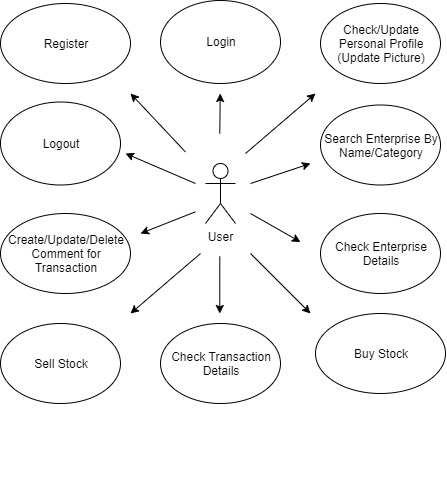 Register
Login
Check/Update
Personal Profile
(Update Picture)
Logout
Search Enterprise By
Name/Category
User
Create/Update/Delete
Comment for
Transaction
Check Enterprise
Details
Sell Stock
Check Transaction
Details
Buy Stock